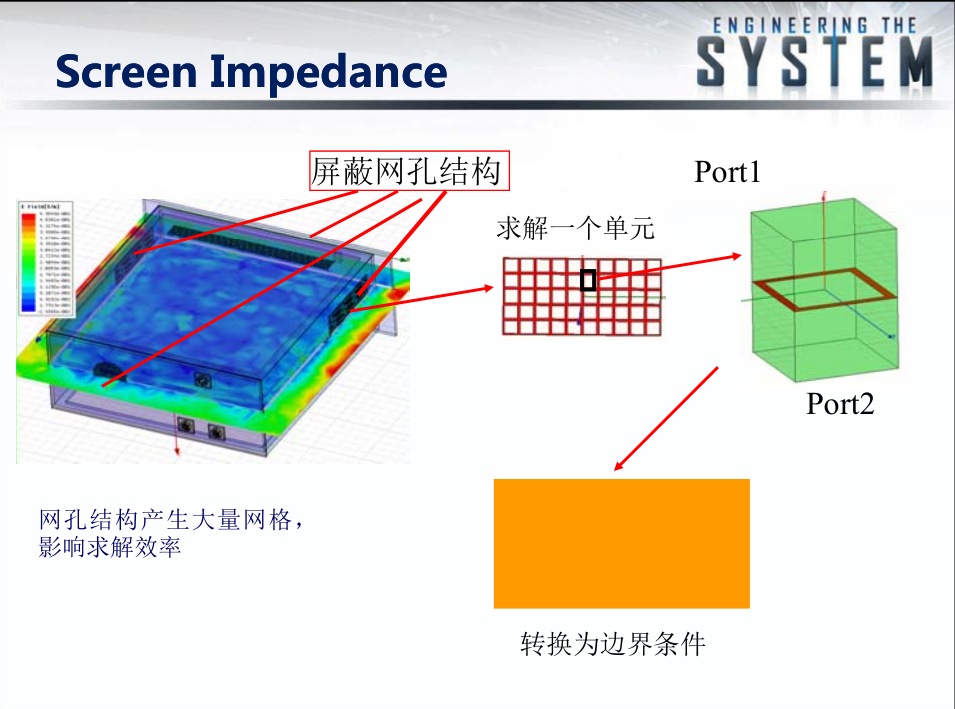 ENGINEERING THE
SYSTEM
Screen Impedance
屏蔽网孔结构
Port1
求解一个单元
E Field[V/m]
Port2
网孔结构产生大量网格，
影响求解效率
转换为边界条件